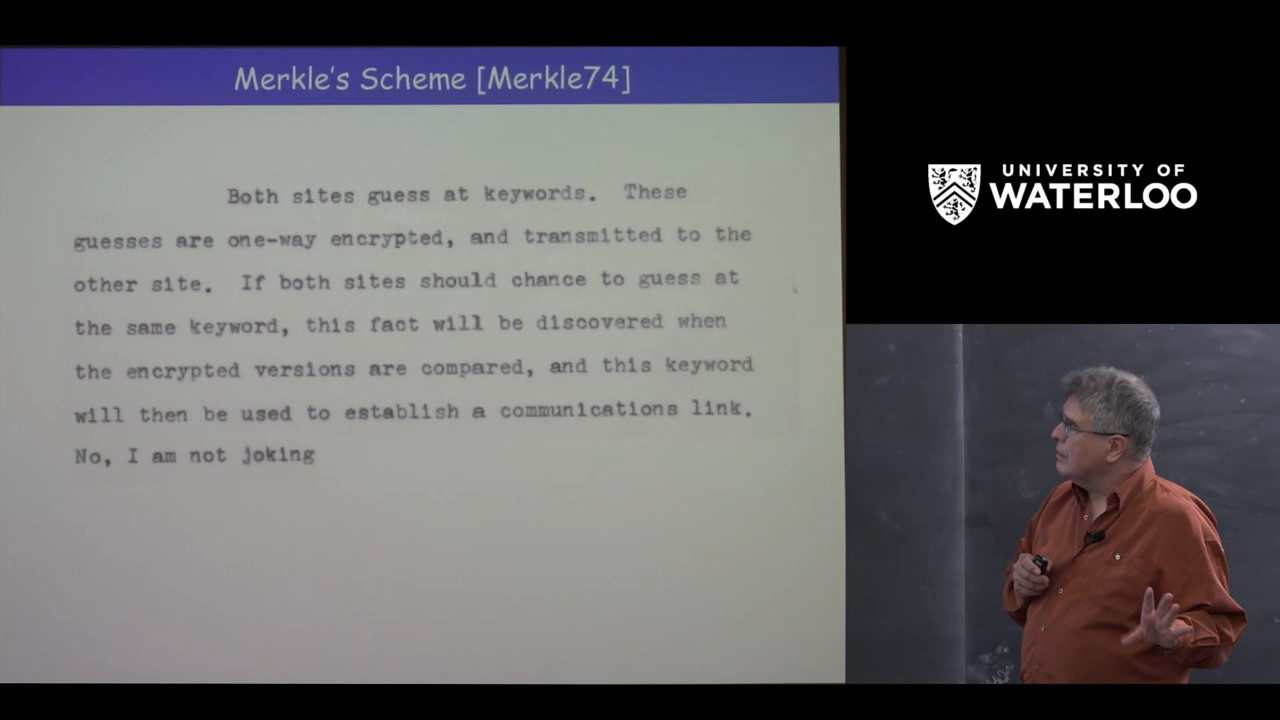 Merkle's Scheme [Merkle74]
Both sites guess at keywords. These
guesses are one-way encrypted, and transmitted to the
other site. If both sites should chance to guess at
the same keyword, this fact will be discovered when
the encrypted versions are compared, and this keyword
will then be used to establish a communications link.
No, I am not joking
UNIVERSITY OF
WATERLOO